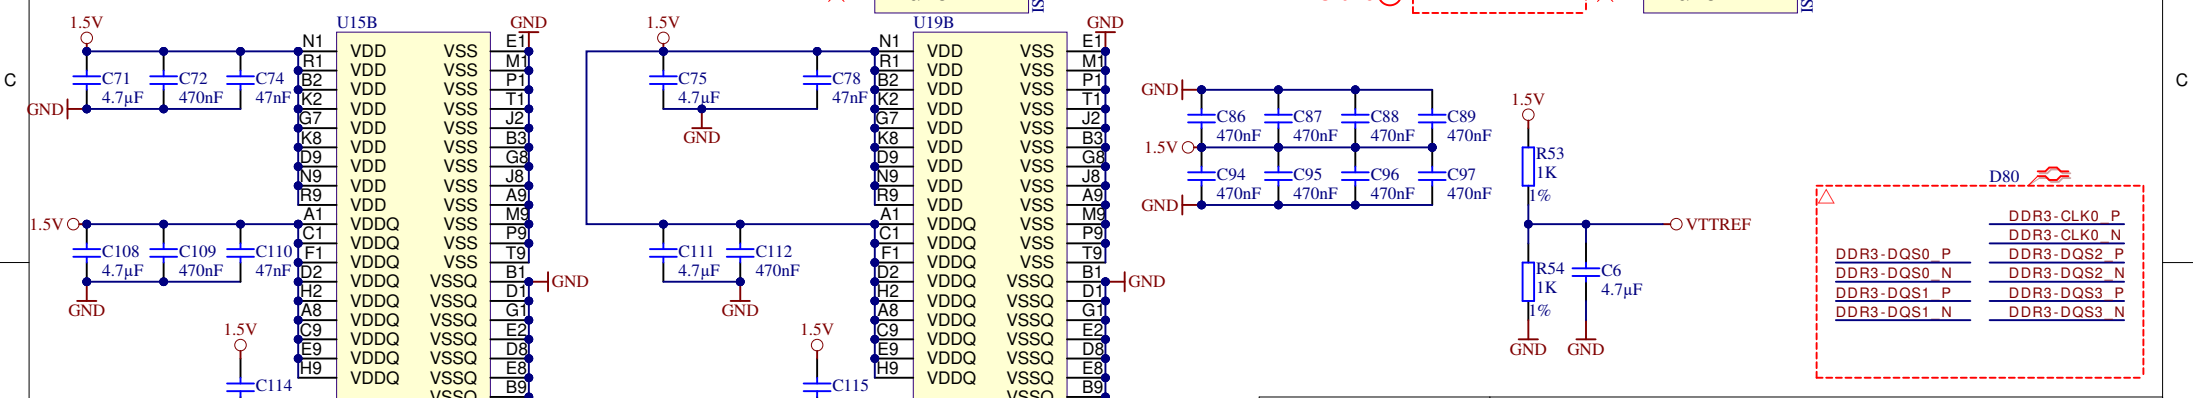 1.5V
U15B
GND
1.5V
U19B
GND
N1 VDD VSS E1
R1 VDD VSS M1
B2 VDD VSS P1
K2 VDD VSS T1
G7 VDD VSS J2
K8 VDD VSS B3
D9 VDD VSS G8
N9 VDD VSS J8
R9 VDD VSS A9
A1 VDDQ VSS M9
C1 VDDQ VSS P9
F1 VDDQ VSS T9
D2 VDDQ VSSQ B1
H2 VDDQ VSSQ D1
A8 VDDQ VSSQ G1
C9 VDDQ VSSQ E2
E9 VDDQ VSSQ D8
H9 VDDQ VSSQ E8
B9
GND
C71
4.7µF
C72
470nF
C74
47nF
GND
1.5V
C108
4.7µF
C109
470nF
C110
47nF
GND
1.5V
C114
C75
4.7µF
C78
47nF
GND
C111
4.7µF
C112
470nF
GND
1.5V
C115
N1 VDD VSS E1
R1 VDD VSS M1
B2 VDD VSS P1
K2 VDD VSS T1
G7 VDD VSS J2
K8 VDD VSS B3
D9 VDD VSS G8
N9 VDD VSS J8
R9 VDD VSS A9
A1 VDDQ VSS M9
C1 VDDQ VSS P9
F1 VDDQ VSS T9
D2 VDDQ VSSQ B1
H2 VDDQ VSSQ D1
A8 VDDQ VSSQ G1
C9 VDDQ VSSQ E2
E9 VDDQ VSSQ D8
H9 VDDQ VSSQ E8
B9
GND
GND
C86
470nF
C87
470nF
C88
470nF
C89
470nF
1.5V
C94
470nF
C95
470nF
C96
470nF
C97
470nF
GND
1.5V
R53
1K
1%
VTTREF
R54
1K
1%
C6
4.7µF
GND
GND
D80
DDR3-CLK0_P
DDR3-CLK0_N
DDR3-DQS0_P
DDR3-DQS2_P
DDR3-DQS0_N
DDR3-DQS2_N
DDR3-DQS1_P
DDR3-DQS3_P
DDR3-DQS1_N
DDR3-DQS3_N
C
C